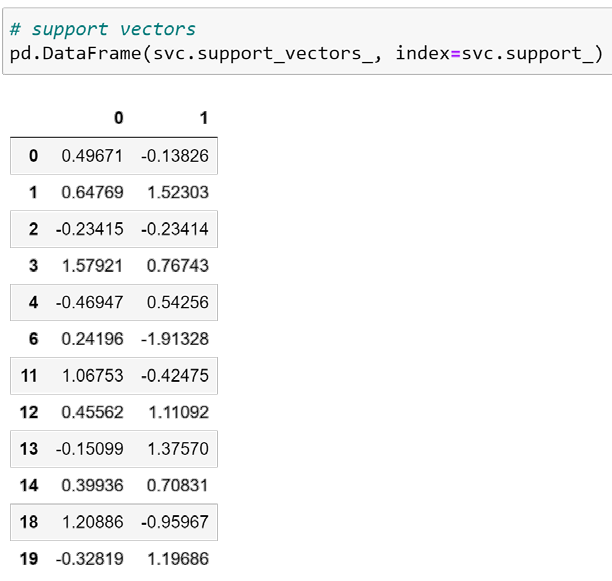 # support vectors
pd.DataFrame(svc.support_vectors_, index=svc.support_)
0 1
0 0.49671 -0.13826
1 0.64769 1.52303
2 -0.23415 -0.23414
3 1.57921 0.76743
4 -0.46947 0.54256
6 0.24196 -1.91328
11 1.06753 -0.42475
12 0.45562 1.11092
13 -0.15099 1.37570
14 0.39936 0.70831
18 1.20886 -0.95967
19 -0.32819 1.19686